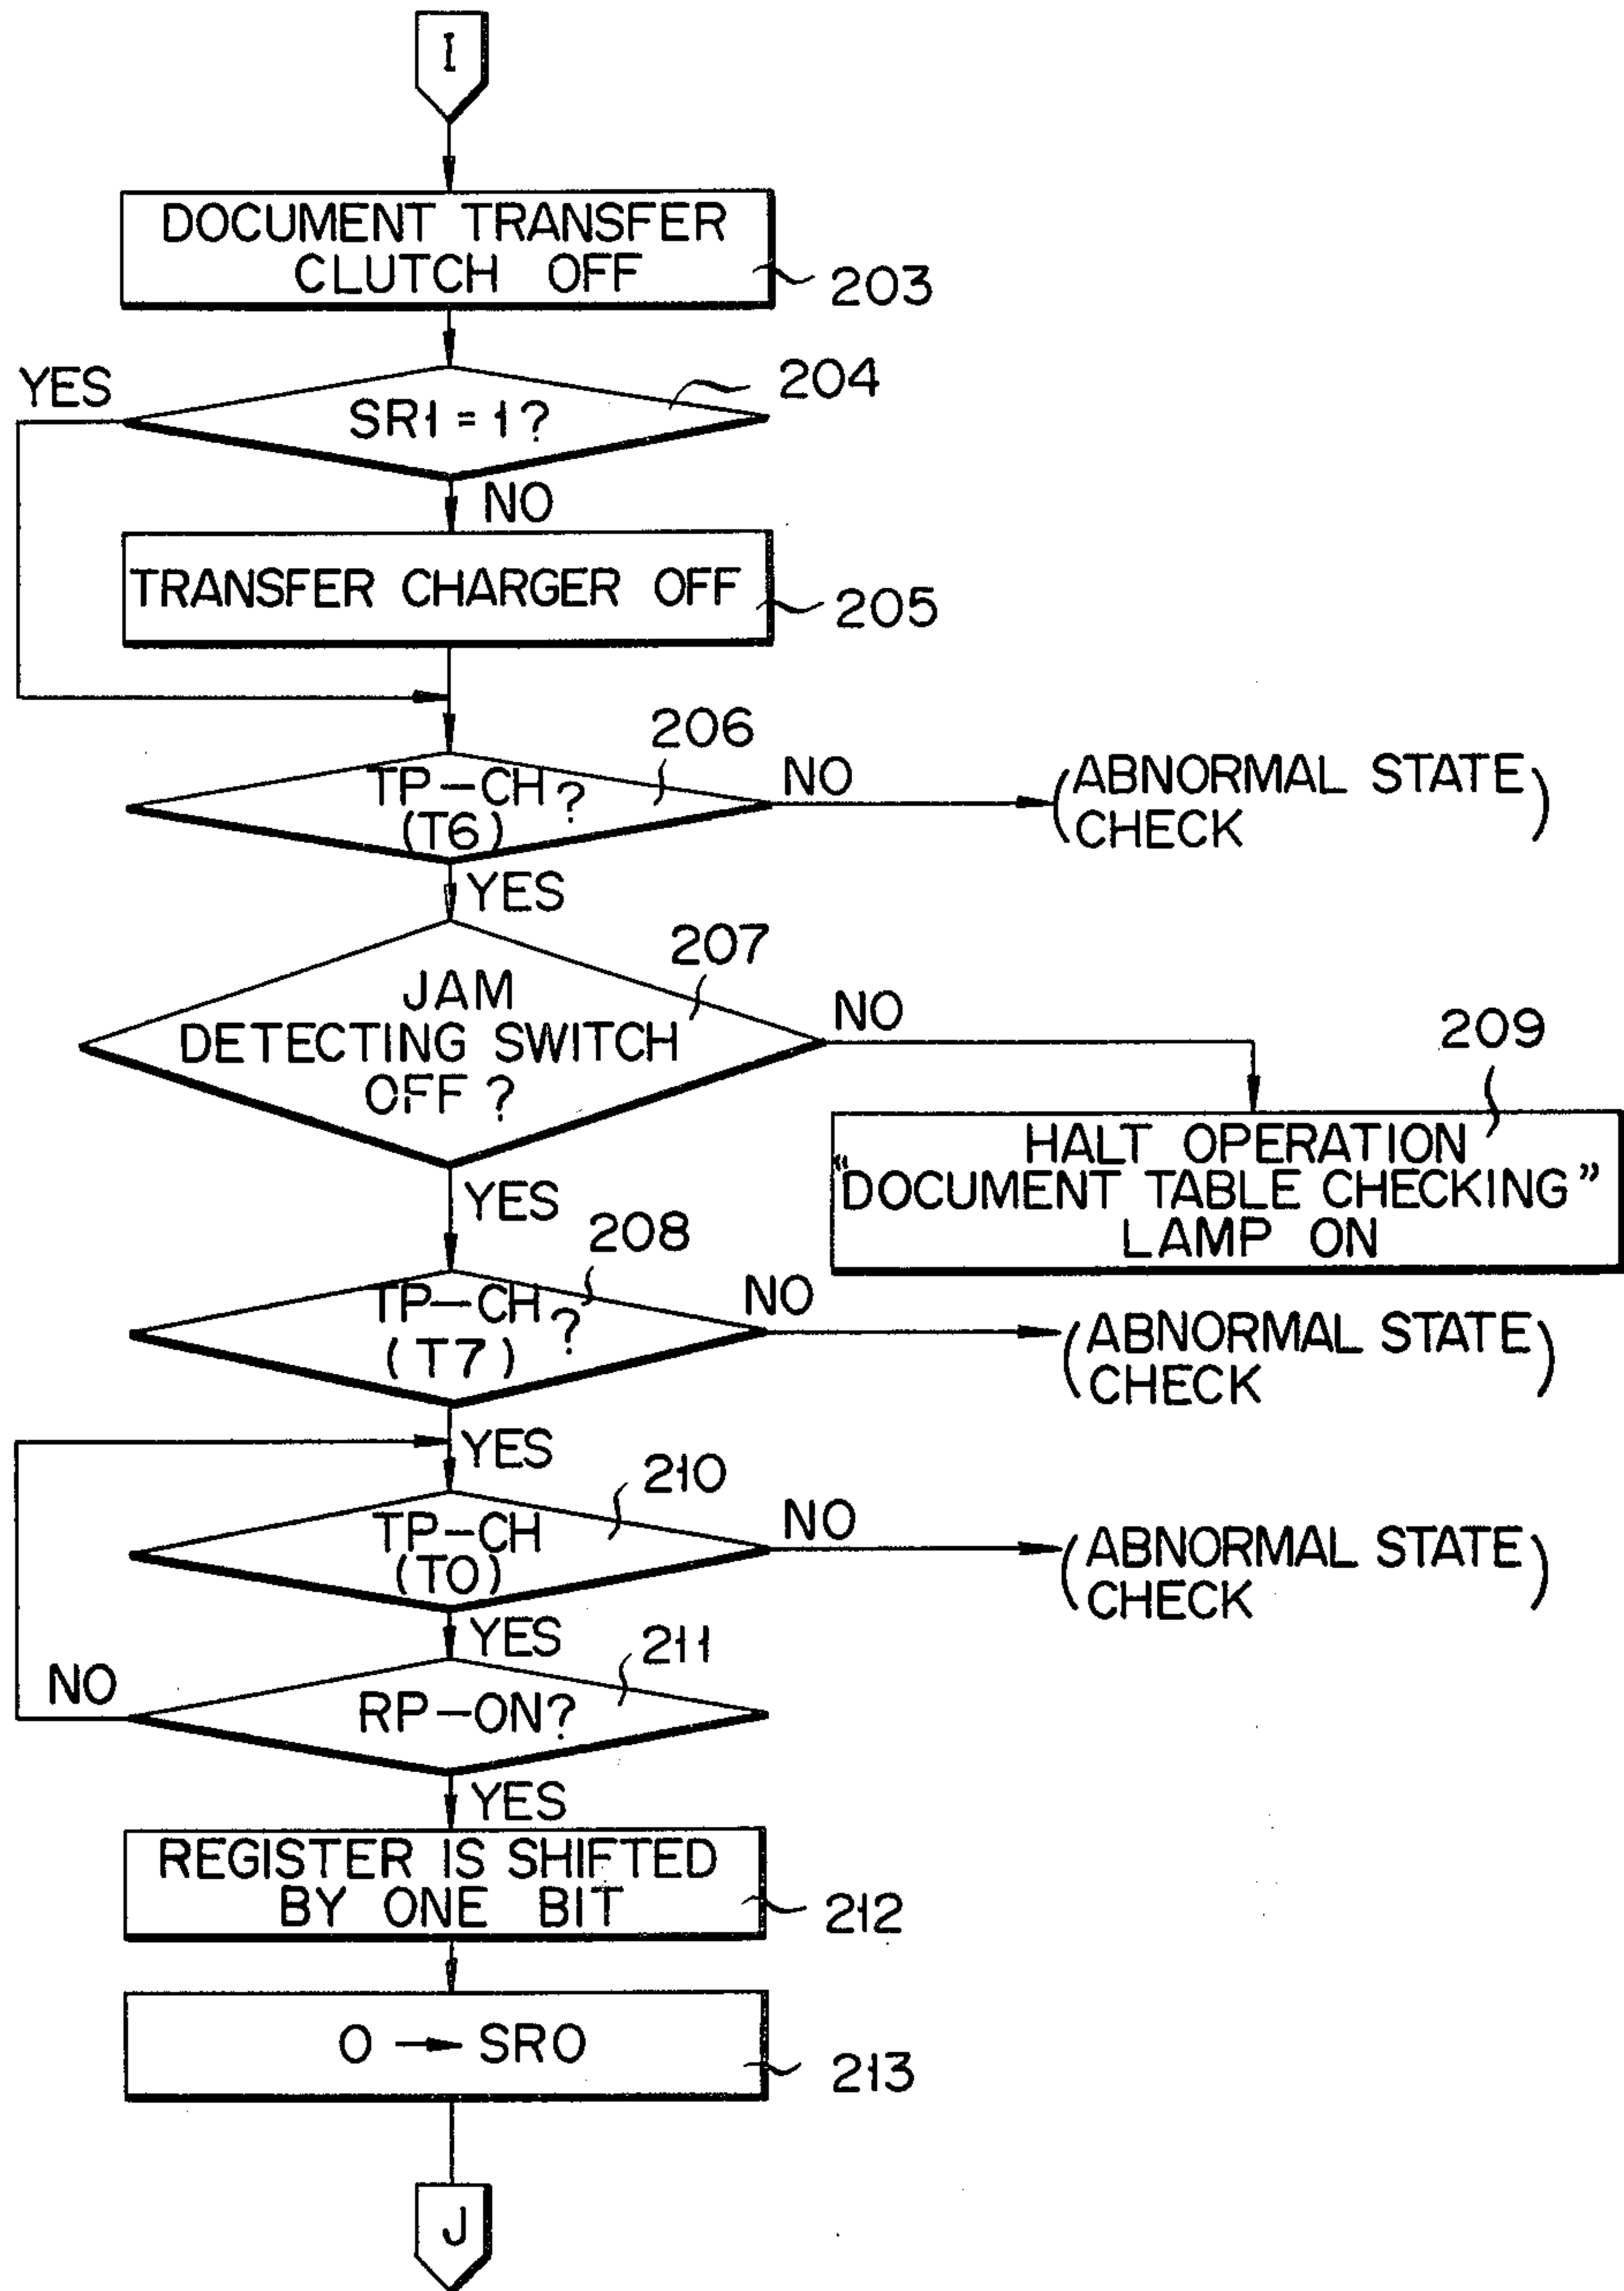 I
DOCUMENT TRANSFER
CLUTCH OFF
203
204
YES
SR1 = 1?
NO
TRANSFER CHARGER OFF
205
206
TP-CH?
(T6)
NO
(ABNORMAL STATE
CHECK)
YES
207
JAM
DETECTING SWITCH
OFF?
NO
209
HALT OPERATION
"DOCUMENT TABLE CHECKING"
LAMP ON
YES
208
TP-CH?
(T7)
NO
(ABNORMAL STATE
CHECK)
YES
210
TP-CH
(T0)
NO
(ABNORMAL STATE
CHECK)
YES
211
NO
RP-ON?
YES
REGISTER IS SHIFTED
BY ONE BIT
212
0 → SR0
213
J